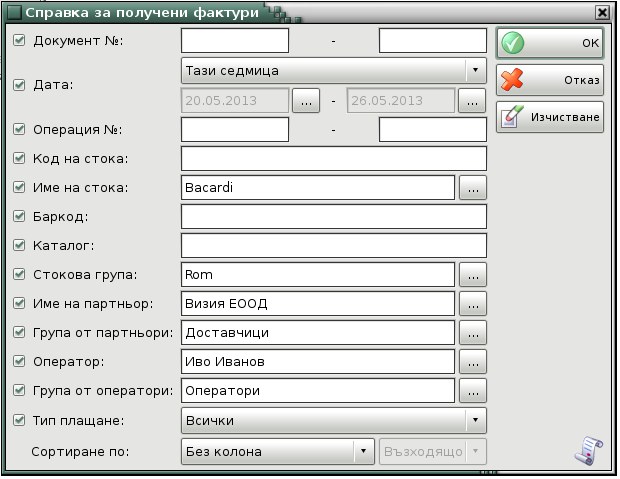 Справка за получени фактури
Документ №: -
OK
Тази седмица
Дата:
20.05.2013 ... - 26.05.2013 ...
Отказ
Операция №: -
Изчистване
Код на стока:
Име на стока: Bacardi ...
Баркод:
Каталог:
Стокова група: Rom ...
Име на партньор: Визия ЕООД ...
Група от партньори: Доставчици ...
Оператор: Иво Иванов ...
Група от оператори: Оператори ...
Тип плащане: Всички
Сортиране по: Без колона Възходящо